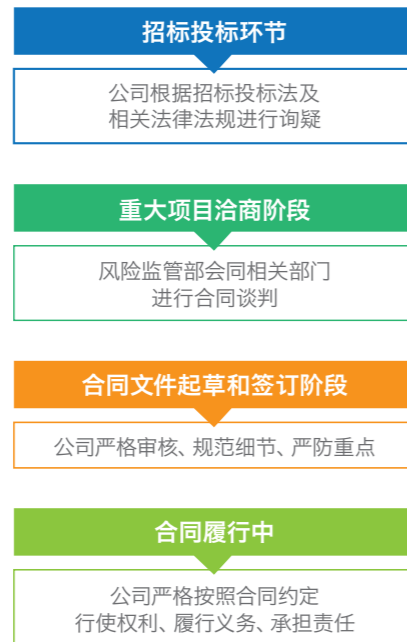 招标投标环节
公司根据招标投标法及
相关法律法规进行询疑
重大项目洽商阶段
风险监管部会同相关部门
进行合同谈判
合同文件起草和签订阶段
公司严格审核、规范细节、严防重点
合同履行中
公司严格按照合同约定
行使权利、履行义务、承担责任